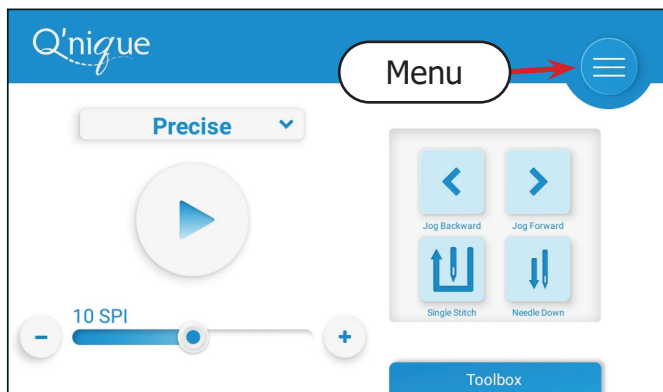 Q'nique
Menu
Precise
Jog Backward
Jog Forward
Single Stitch
Needle Down
10 SPI
Toolbox